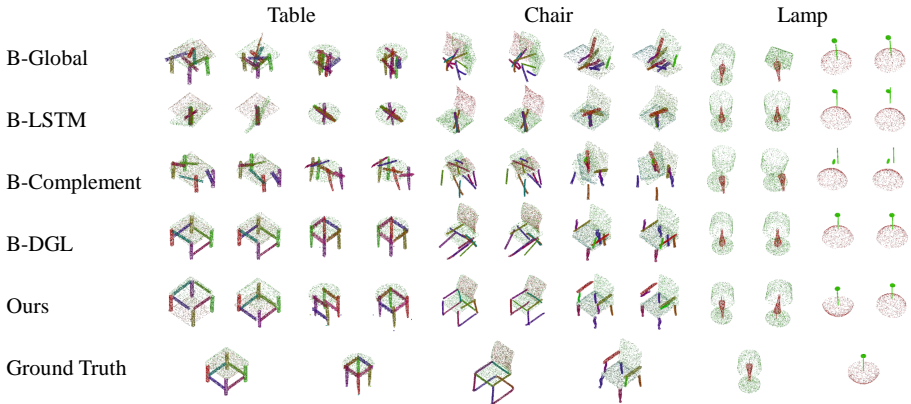 Table Chair Lamp
B-Global
B-LSTM
B-Complement
B-DGL
Ours
Ground Truth